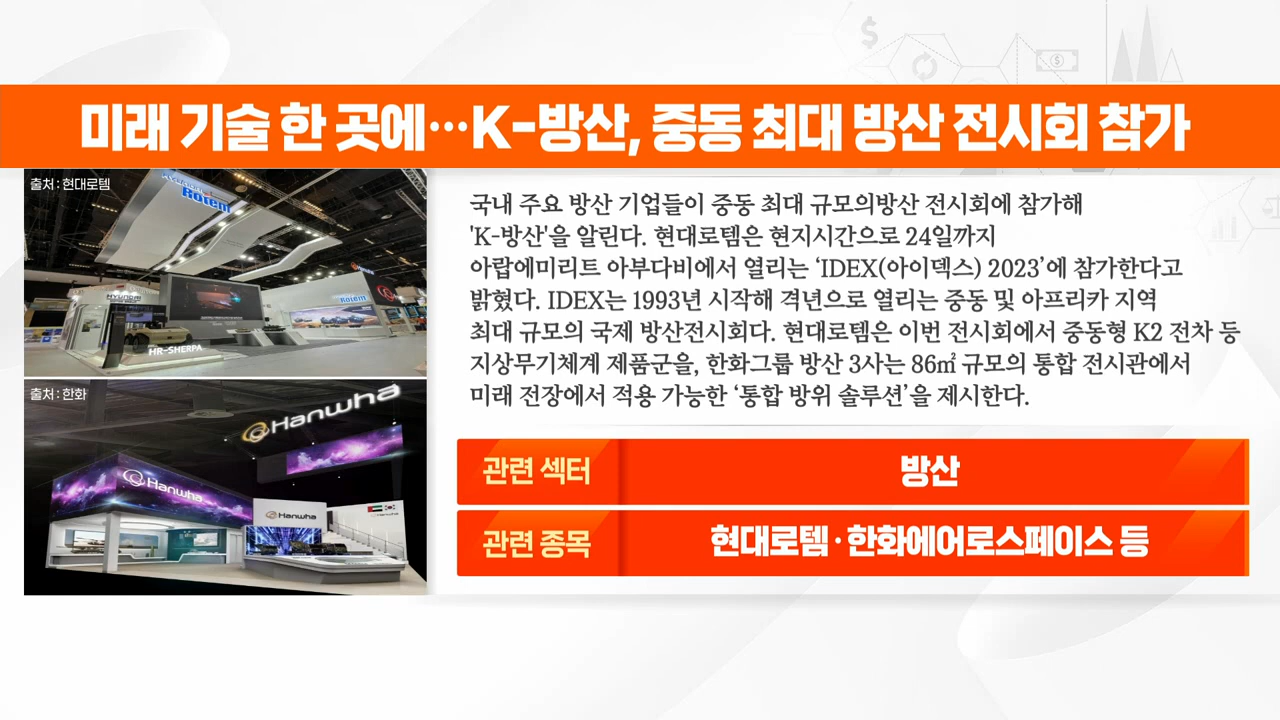 미래 기술 한 곳에…K-방산, 중동 최대 방산 전시회 참가
출처 : 현대로템
Rotem
HYUNDAI
Rotem
HR-SHERPA
출처 : 한화
Hanwha
Hanwha
Hanwha
국내 주요 방산 기업들이 중동 최대 규모의방산 전시회에 참가해
'K-방산'을 알린다. 현대로템은 현지시간으로 24일까지
아랍에미리트 아부다비에서 열리는 ‘IDEX(아이덱스) 2023’에 참가한다고
밝혔다. IDEX는 1993년 시작해 격년으로 열리는 중동 및 아프리카 지역
최대 규모의 국제 방산전시회다. 현대로템은 이번 전시회에서 중동형 K2 전차 등
지상무기체계 제품군을, 한화그룹 방산 3사는 86㎡ 규모의 통합 전시관에서
미래 전장에서 적용 가능한 ‘통합 방위 솔루션’을 제시한다.
관련 섹터
방산
관련 종목
현대로템·한화에어로스페이스 등